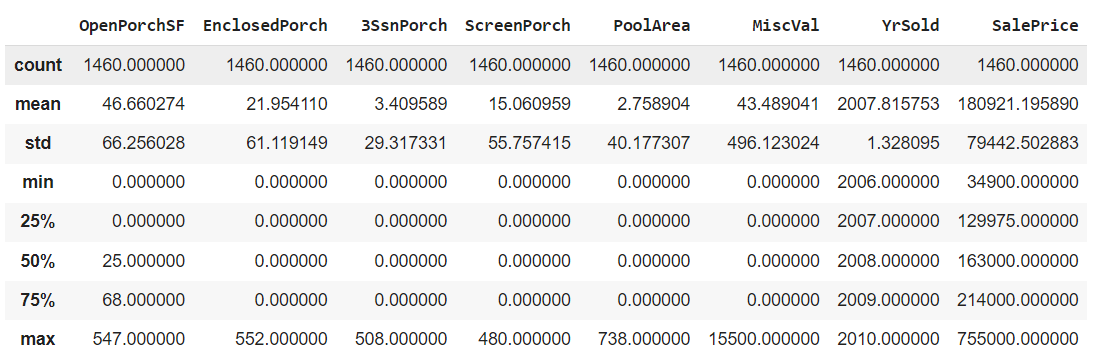 OpenPorchSF EnclosedPorch 3SsnPorch ScreenPorch PoolArea MiscVal YrSold SalePrice
count 1460.000000 1460.000000 1460.000000 1460.000000 1460.000000 1460.000000 1460.000000 1460.000000
mean 46.660274 21.954110 3.409589 15.060959 2.758904 43.489041 2007.815753 180921.195890
std 66.256028 61.119149 29.317331 55.757415 40.177307 496.123024 1.328095 79442.502883
min 0.000000 0.000000 0.000000 0.000000 0.000000 0.000000 2006.000000 34900.000000
25% 0.000000 0.000000 0.000000 0.000000 0.000000 0.000000 2007.000000 129975.000000
50% 25.000000 0.000000 0.000000 0.000000 0.000000 0.000000 2008.000000 163000.000000
75% 68.000000 0.000000 0.000000 0.000000 0.000000 0.000000 2009.000000 214000.000000
max 547.000000 552.000000 508.000000 480.000000 738.000000 15500.000000 2010.000000 755000.000000